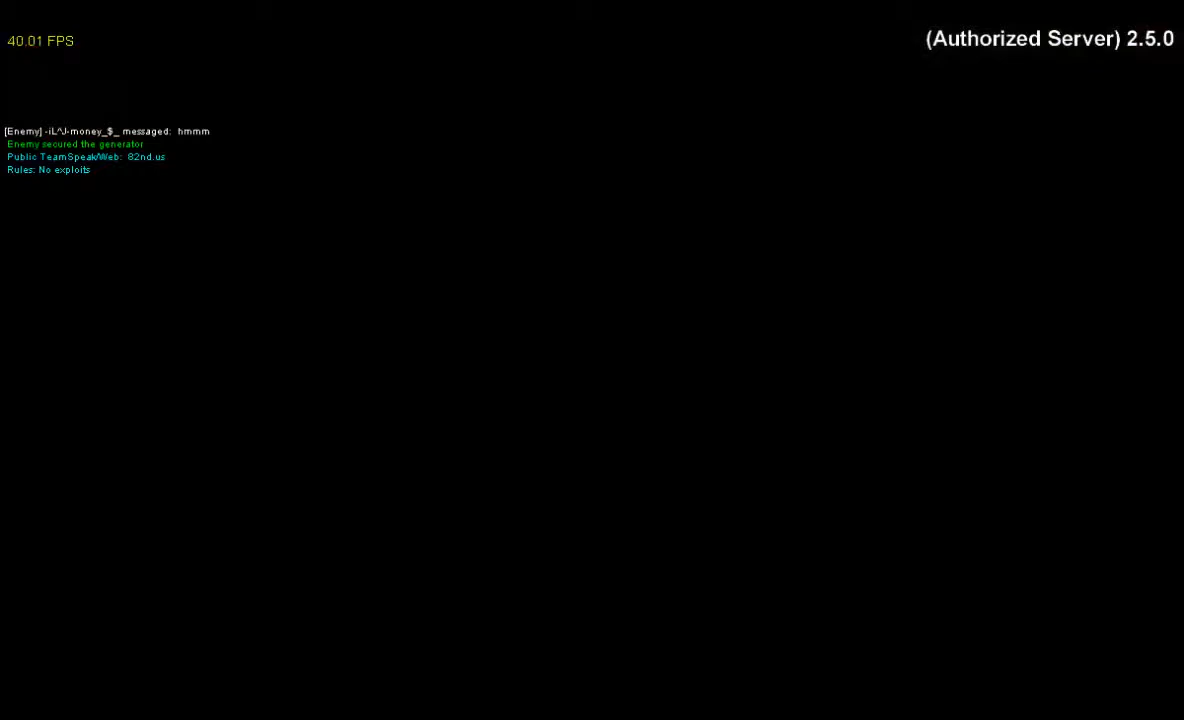 40.01 FPS
(Authorized Server) 2.5.0
[Enemy] -iL^J-money_$_ messaged: hmmm
Enemy secured the generator
Public TeamSpeak/Web: 82nd.us
Rules: No exploits